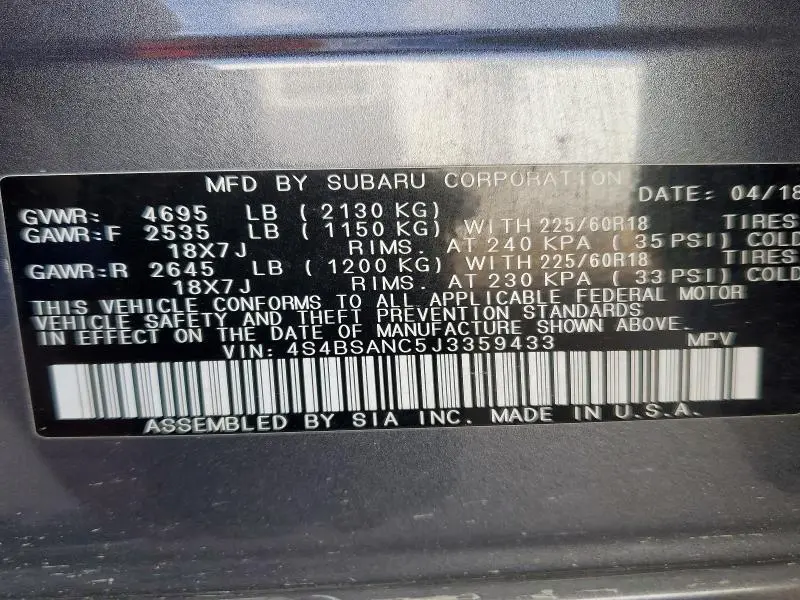 MFD BY SUBARU CORPORATION DATE: 04/18
GVWR: 4695 LB ( 2130 KG)
GAWR:F 2535 LB ( 1150 KG) WITH 225/60R18 TIRES
18X7J RIMS. AT 240 KPA ( 35 PSI) COLD
GAWR:R 2645 LB ( 1200 KG) WITH 225/60R18 TIRES
18X7J RIMS. AT 230 KPA ( 33 PSI) COLD
THIS VEHICLE CONFORMS TO ALL APPLICABLE FEDERAL MOTOR
VEHICLE SAFETY AND THEFT PREVENTION STANDARDS
IN EFFECT ON THE DATE OF MANUFACTURE SHOWN ABOVE.
VIN: 4S4BSANC5J3359433 MPV
ASSEMBLED BY SIA INC. MADE IN U.S.A.